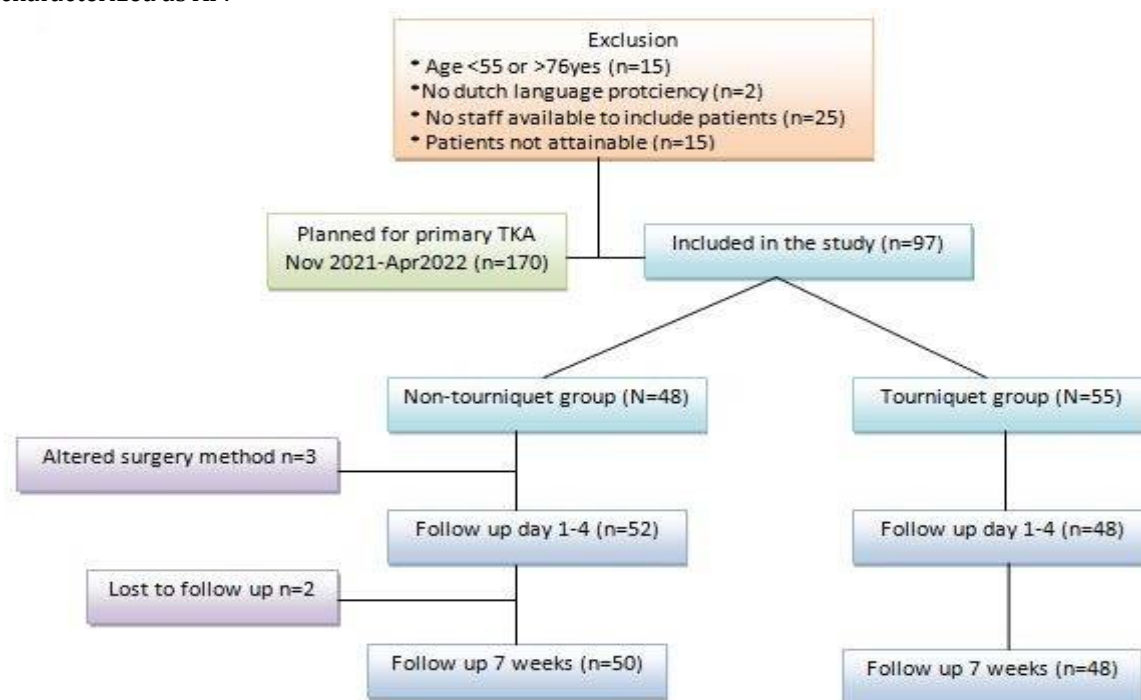 Exclusion
* Age <55 or >76yes (n=15)
*No dutch language protciency (n=2)
* No staff available to include patients (n=25)
* Patients not attainable (n=15)
Planned for primary TKA
Nov 2021-Apr2022 (n=170)
Included in the study (n=97)
Non-tourniquet group (N=48)
Tourniquet group (N=55)
Altered surgery method n=3
Follow up day 1-4 (n=52)
Follow up day 1-4 (n=48)
Lost to follow up n=2
Follow up 7 weeks (n=50)
Follow up 7 weeks (n=48)